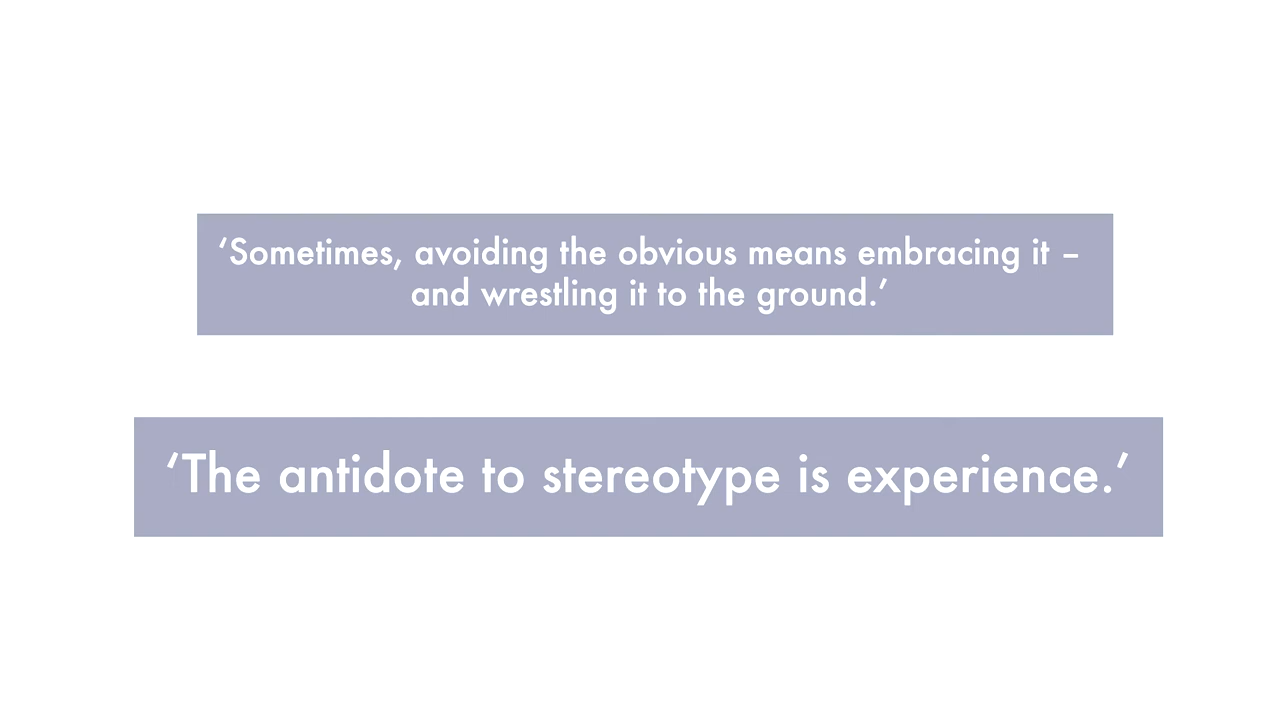 ‘Sometimes, avoiding the obvious means embracing it –
and wrestling it to the ground.’
‘The antidote to stereotype is experience.’